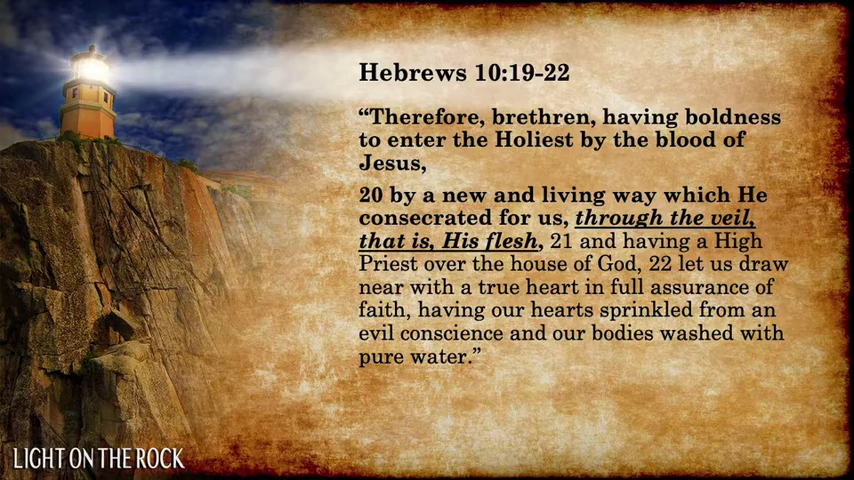 Hebrews 10:19-22
“Therefore, brethren, having boldness
to enter the Holiest by the blood of
Jesus,
20 by a new and living way which He
consecrated for us, through the veil,
that is, His flesh, 21 and having a High
Priest over the house of God, 22 let us draw
near with a true heart in full assurance of
faith, having our hearts sprinkled from an
evil conscience and our bodies washed with
pure water.”
LIGHT ON THE ROCK